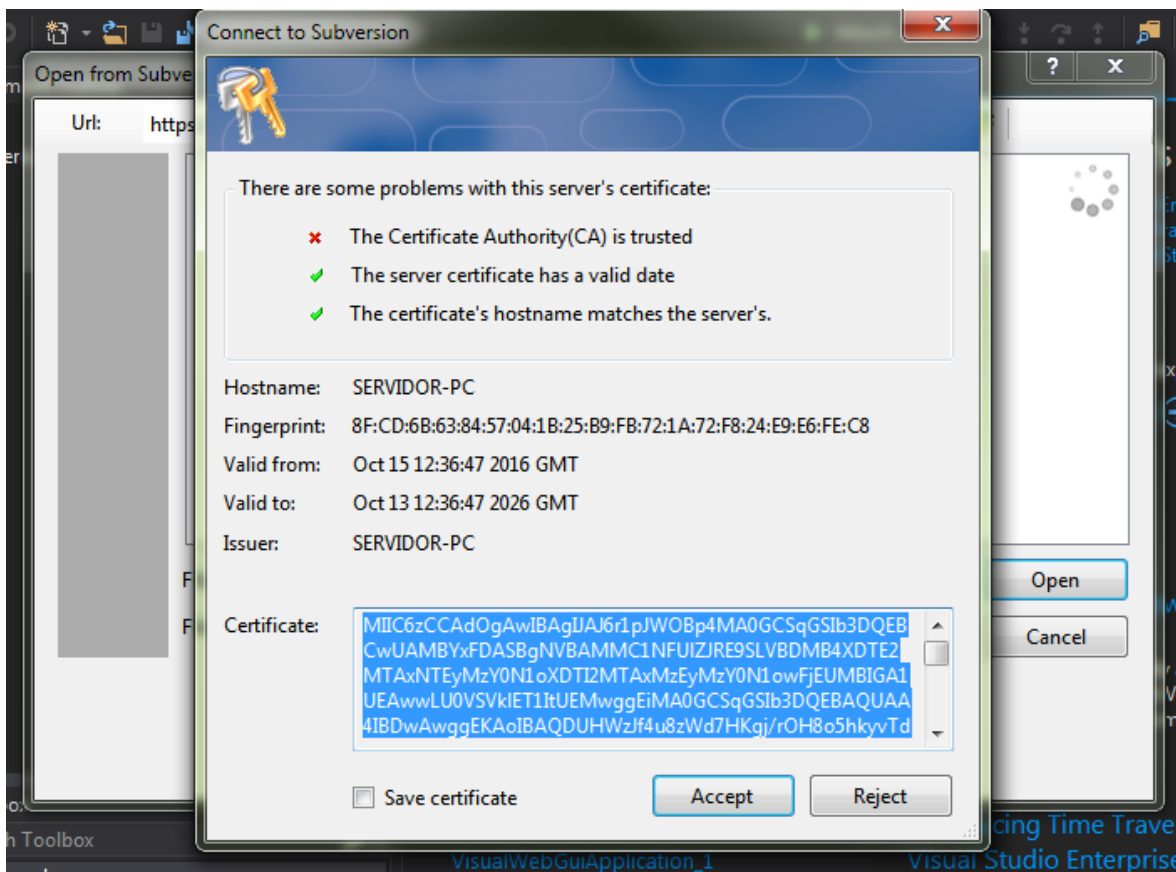 Connect to Subversion
x
Open from Subve
?
x
Url:
https
There are some problems with this server's certificate:
The Certificate Authority(CA) is trusted
The server certificate has a valid date
The certificate's hostname matches the server's.
Hostname:
SERVIDOR-PC
Fingerprint:
8F:CD:6B:63:84:57:04:1B:25:B9:FB:72:1A:72:F8:24:E9:E6:FE:C8
Valid from:
Oct 15 12:36:47 2016 GMT
Valid to:
Oct 13 12:36:47 2026 GMT
Issuer:
SERVIDOR-PC
F
Open
F
Certificate:
MIIC6zCCAdOgAwIBAgIJAJ6r1pJWOBp4MA0GCSqGSIb3DQEB
CwUAMBYxFDASBgNVBAMMC1NFUlZJRE9SLVBDMB4XDTE2
MTAxNTEyMzY0N1oXDTI2MTAxMzEyMzY0N1owFjEUMBIGA1
UEAwwLU0VSVklET1ItUEMwggEiMA0GCSqGSIb3DQEBAQUAA
4IBDwAwggEKAoIBAQDUHWzJf4u8zWd7HKgj/rOH8o5hkyvTd
Cancel
Save certificate
Accept
Reject
h Toolbox
cing Time Trave
VisualWebGuiApplication_1
Visual Studio Enterprise